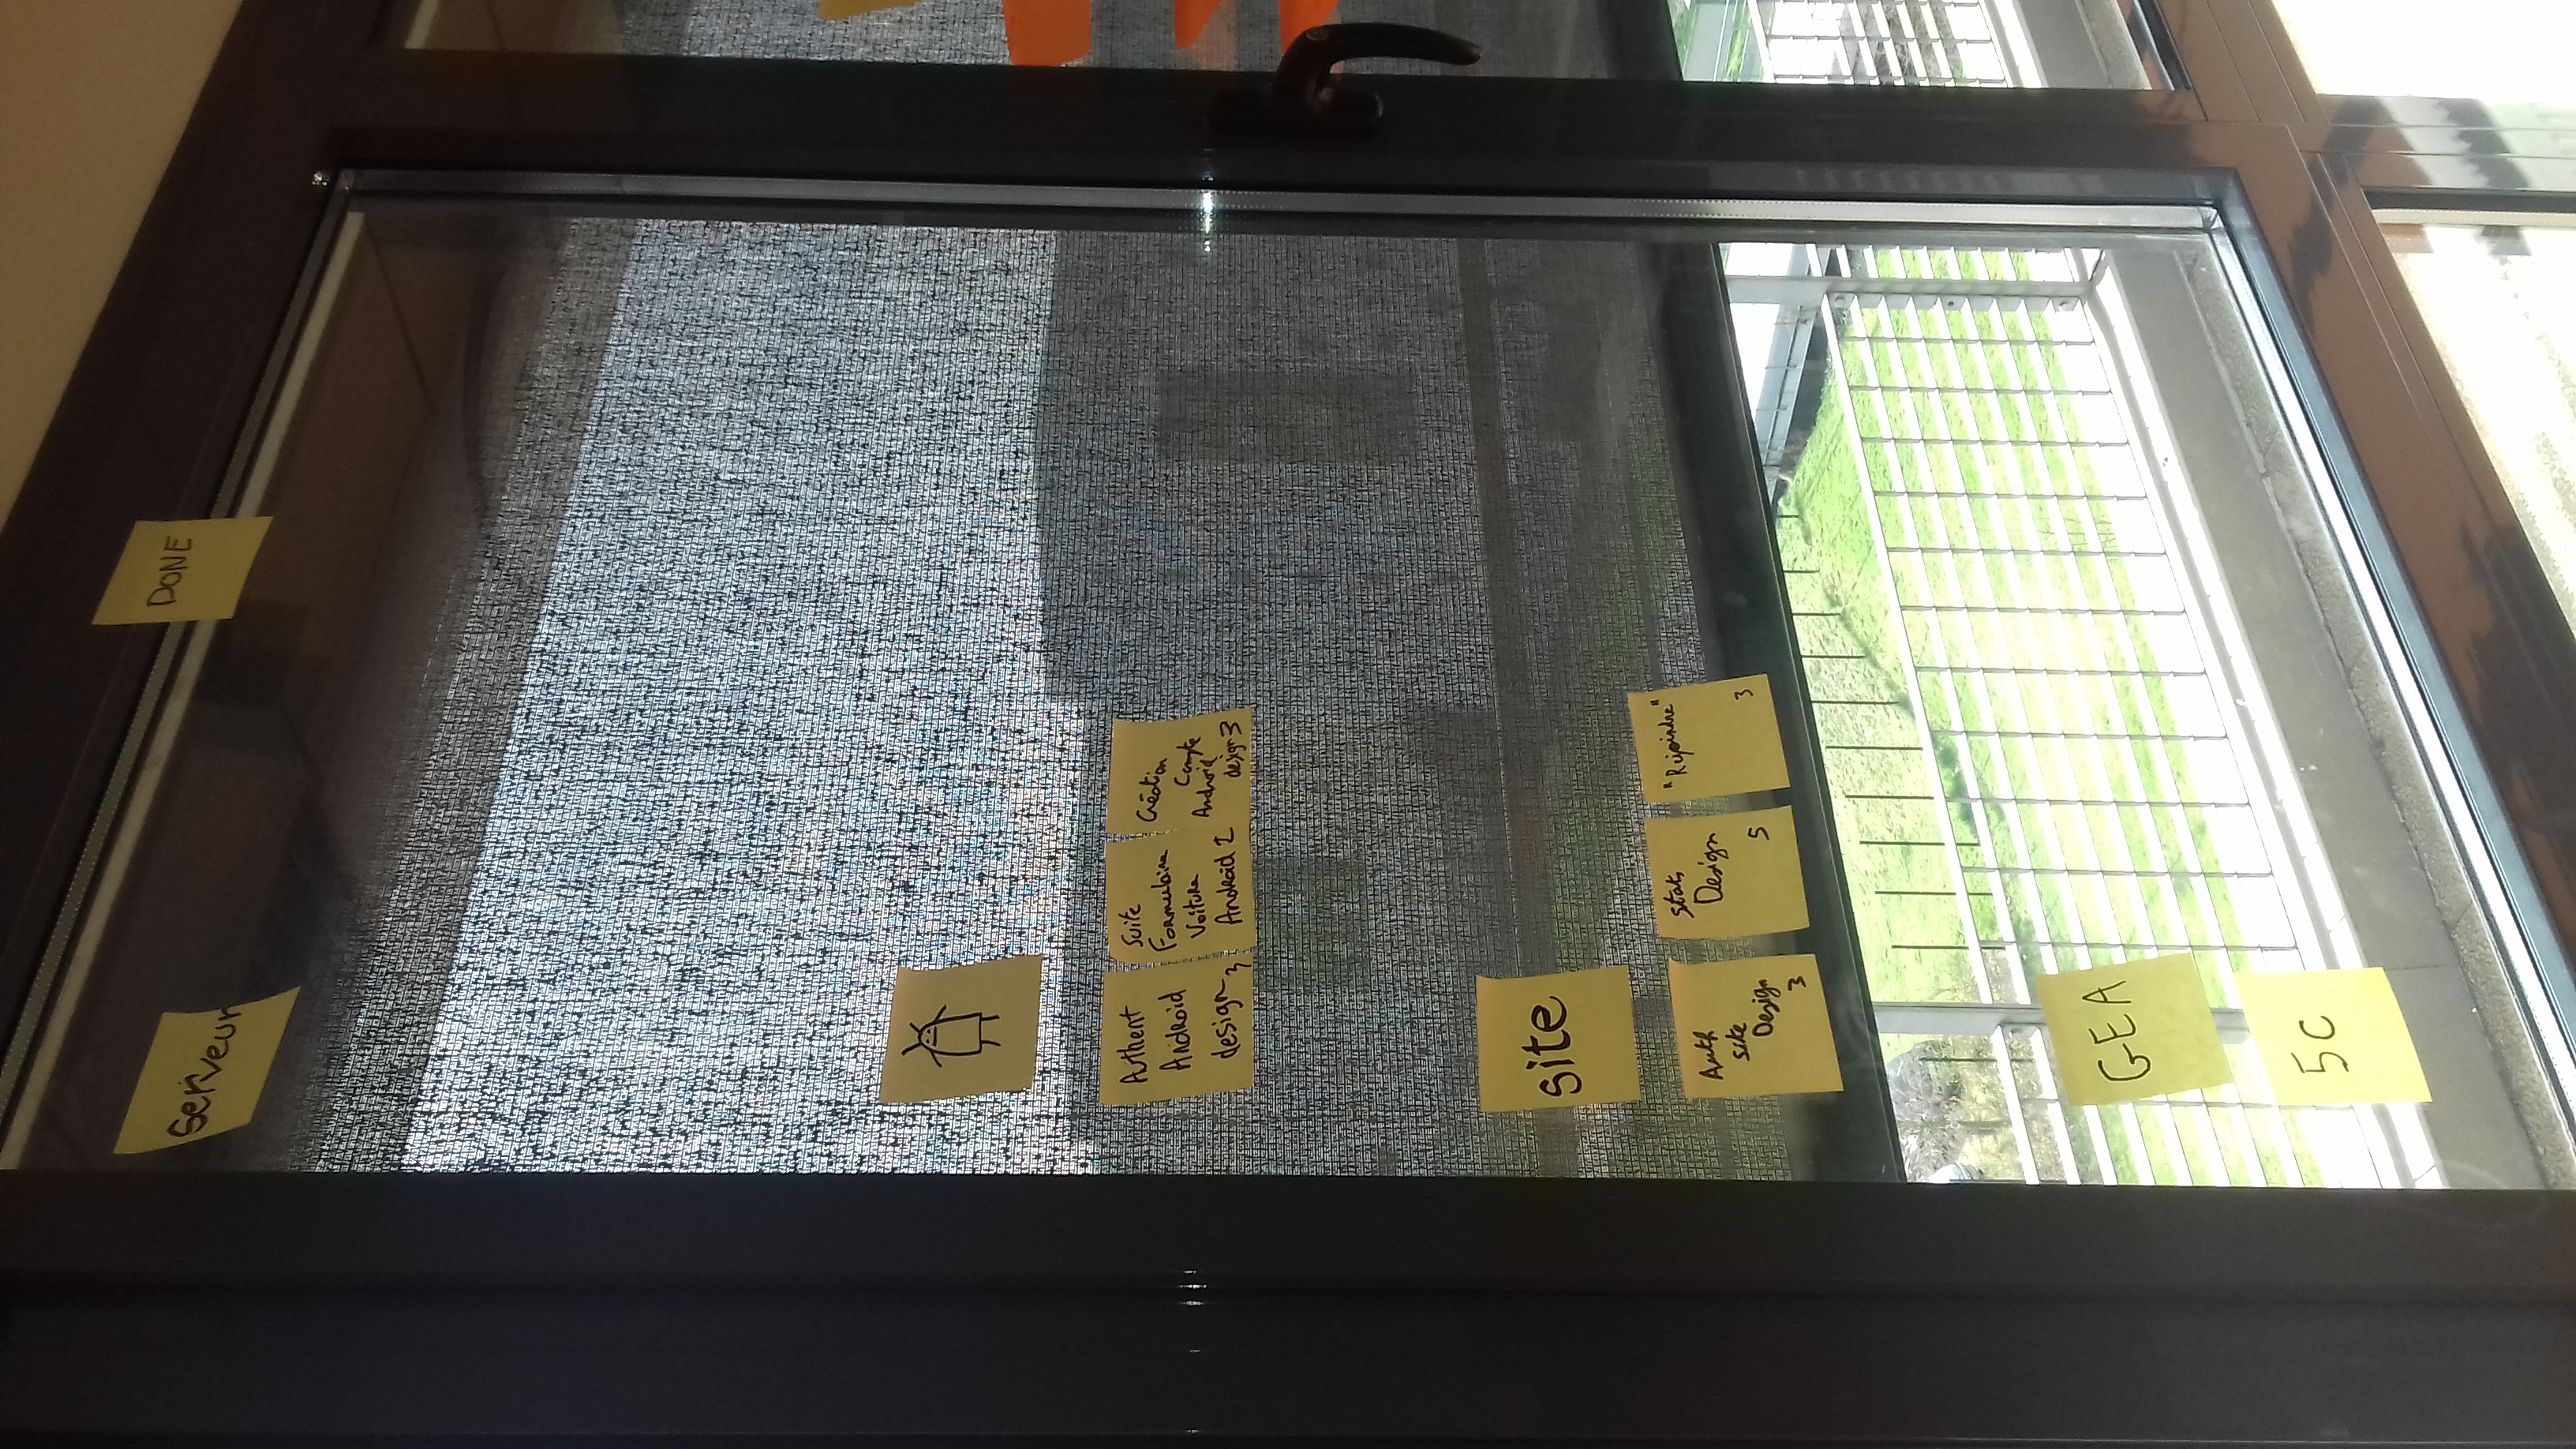 serveur
DONE
Authent
Android
design 3
Suite
Formulaire
Voiture
Android 1
Création
Compte
Android
design 3
site
Auth
site
Design
3
Stats
Design
5
"Rejoindre"
3
GEA
5C